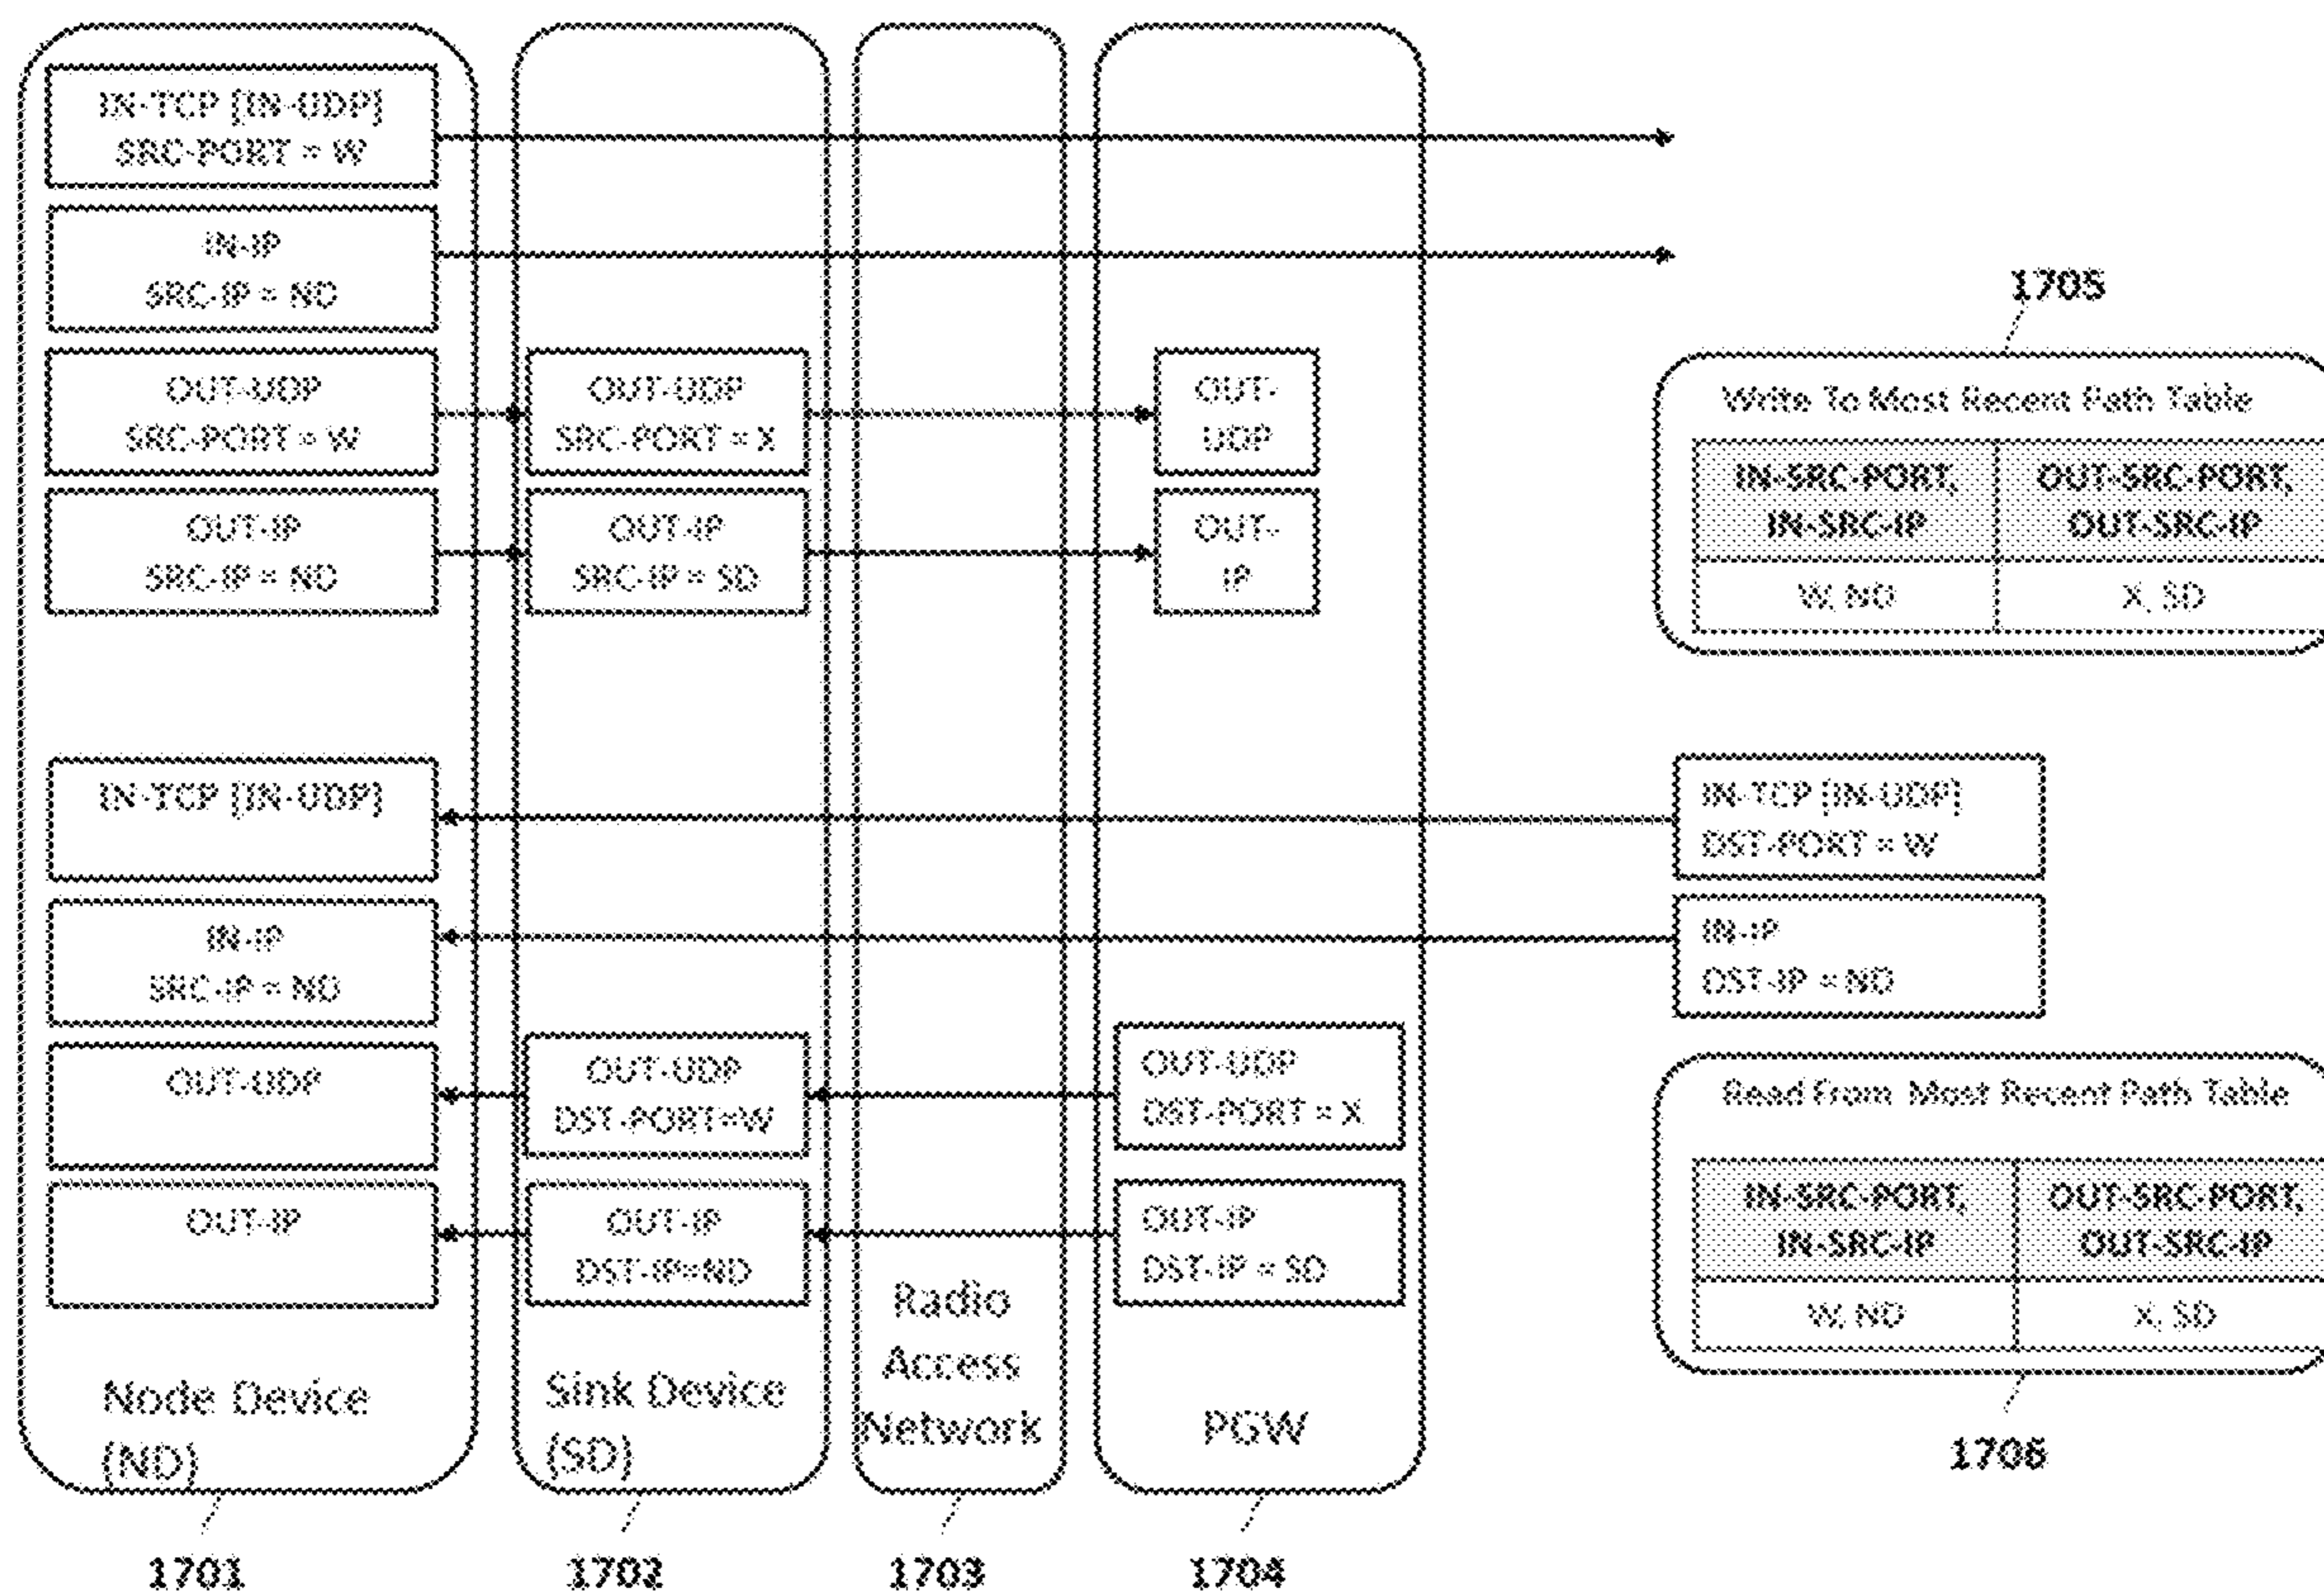 IN-TCP [IN-UDP]
SRC-PORT = W
IN-IP
SRC-IP = ND
OUT-UDP
SRC-PORT = W
OUT-IP
SRC-IP = ND
OUT-UDP
SRC-PORT = X
OUT-IP
SRC-IP = SD
OUT-
UDP
OUT-
IP
1705
Write To Most Recent Path Table
IN-SRC-PORT,
IN-SRC-IP
OUT-SRC-PORT,
OUT-SRC-IP
W, ND
X, SD
IN-TCP [IN-UDP]
IN-IP
SRC-IP = ND
OUT-UDP
OUT-IP
OUT-UDP
DST-PORT=W
OUT-IP
DST-IP=ND
OUT-UDP
DST-PORT = X
OUT-IP
DST-IP = SD
IN-TCP [IN-UDP]
DST-PORT = W
IN-IP
DST-IP = ND
Read From Most Recent Path Table
IN-SRC-PORT,
IN-SRC-IP
OUT-SRC-PORT,
OUT-SRC-IP
W, ND
X, SD
1706
Node Device
(ND)
Sink Device
(SD)
Radio
Access
Network
PGW
1701
1702
1703
1704